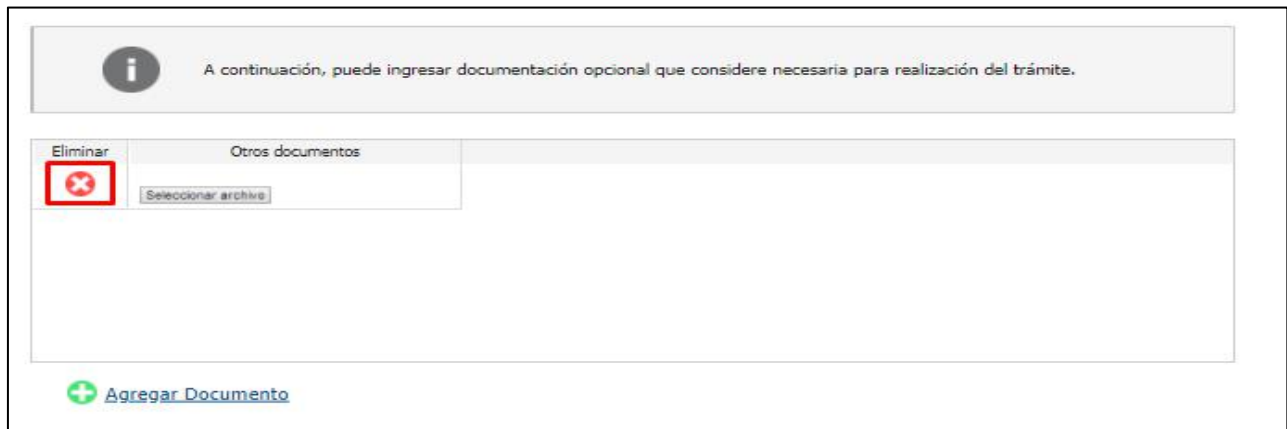 A continuación, puede ingresar documentación opcional que considere necesaria para realización del trámite.
Eliminar Otros documentos
Seleccionar archivo
Agregar Documento